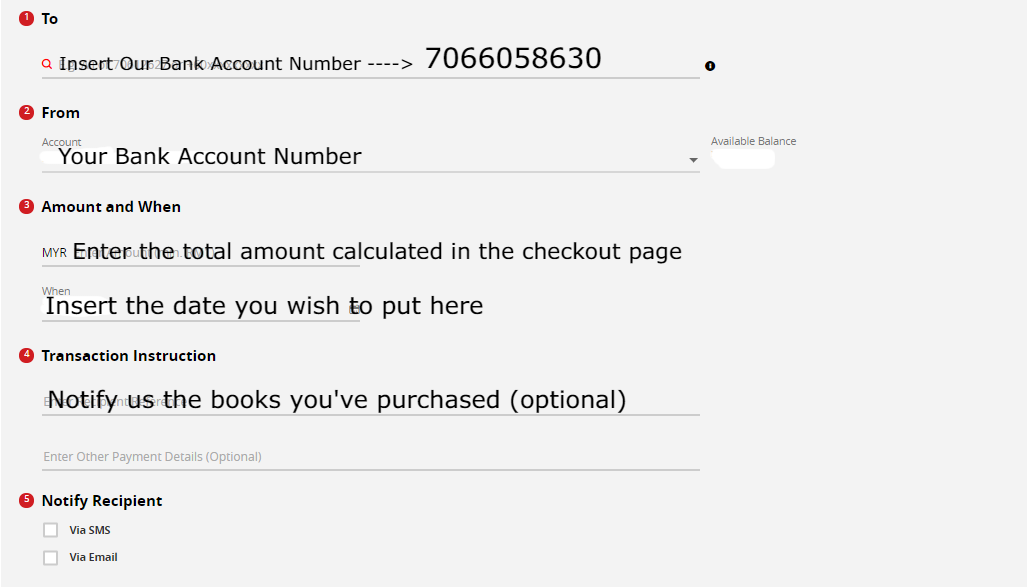 1 To
Insert Our Bank Account Number ----> 7066058630
2 From
Account
Available Balance
Your Bank Account Number
3 Amount and When
MYR Enter the total amount calculated in the checkout page
When
Insert the date you wish to put here
4 Transaction Instruction
Notify us the books you've purchased (optional)
Enter Other Payment Details (Optional)
5 Notify Recipient
Via SMS
Via Email